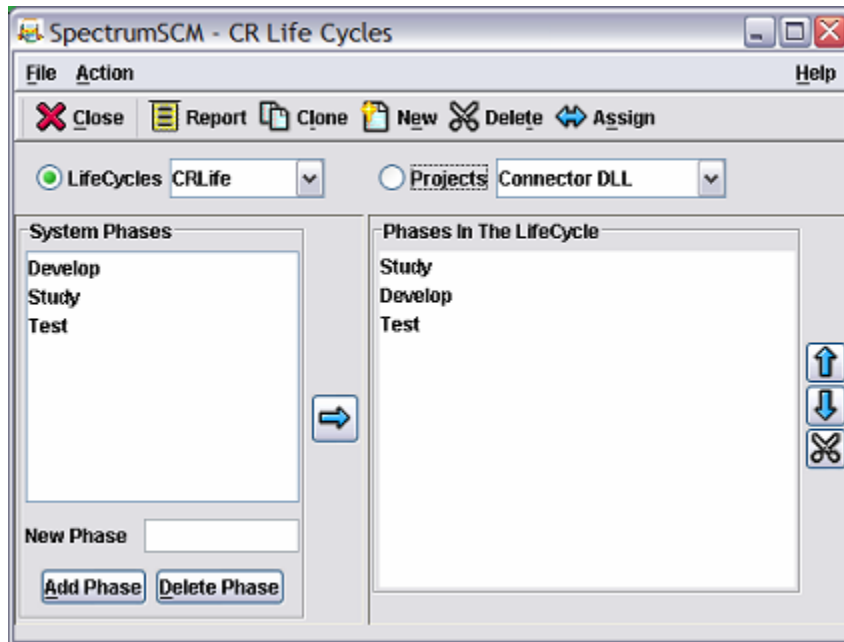 SpectrumSCM - CR Life Cycles
File Action Help
Close Report Clone New Delete Assign
LifeCycles CRLife Projects Connector DLL
System Phases
Develop
Study
Test
New Phase
Add Phase Delete Phase
Phases In The LifeCycle
Study
Develop
Test